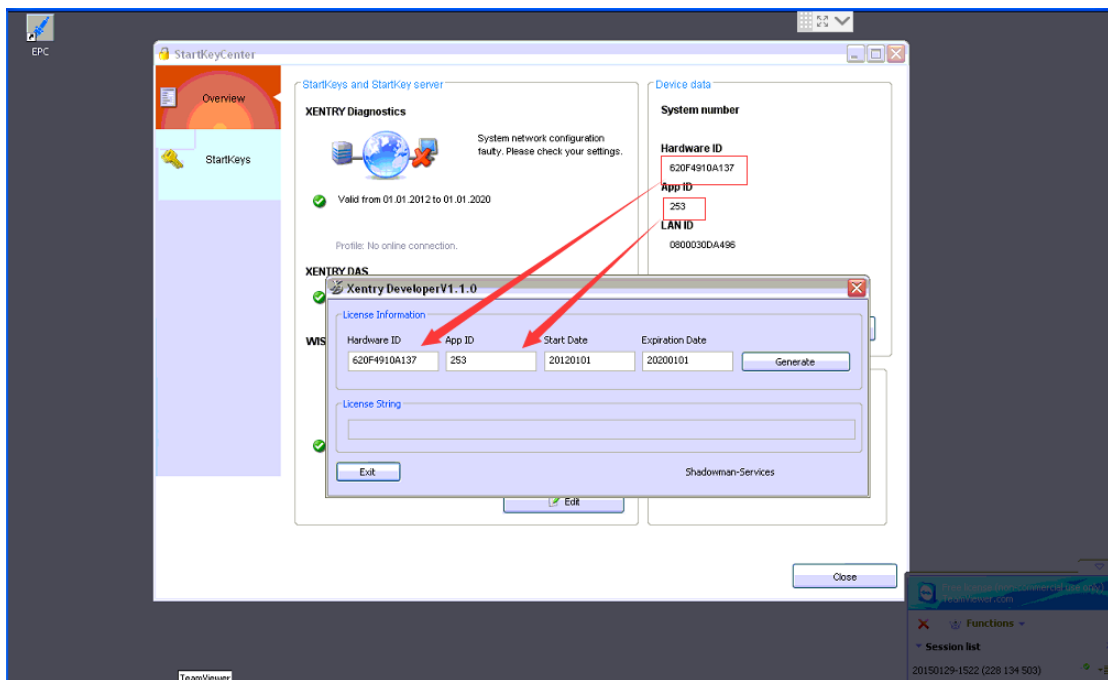 EPC
StartKeyCenter
Overview
StartKeys
StartKeys and StartKey server
XENTRY Diagnostics
System network configuration
faulty. Please check your settings.
Valid from 01.01.2012 to 01.01.2020
Profile: No online connection.
XENTRY DAS
WIS
Edit
Device data
System number
Hardware ID
620F4910A137
App ID
253
LAN ID
0800030DA496
Xentry DeveloperV1.1.0
License Information
Hardware ID App ID Start Date Expiration Date
620F4910A137 253 20120101 20200101 Generate
License String
Exit Shadowman-Services
Close
TeamViewer.com
Functions
Session list
20150129-1522 (228 134 503)
TeamViewer